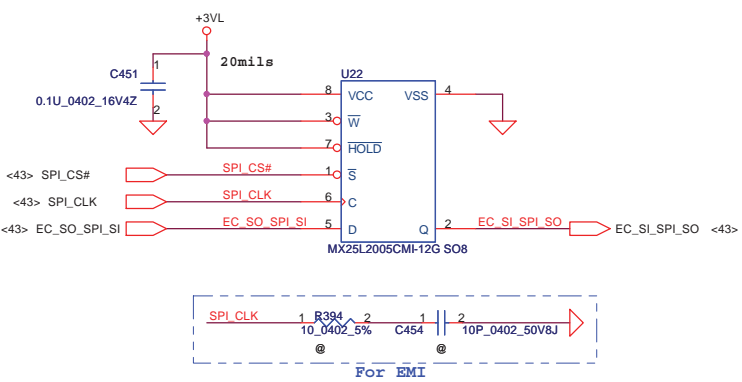 +3VL
20mils
C451
1
2
0.1U_0402_16V4Z
U22
8 VCC VSS 4
3 W
7 HOLD
<43> SPI_CS# SPI_CS# 1 S
<43> SPI_CLK SPI_CLK 6 C
<43> EC_SO_SPI_SI EC_SO_SPI_SI 5 D Q 2 EC_SI_SPI_SO EC_SI_SPI_SO <43>
MX25L2005CMI-12G SO8
SPI_CLK 1 R394 2 1 2
10_0402_5% C454 10P_0402_50V8J
@ @
For EMI